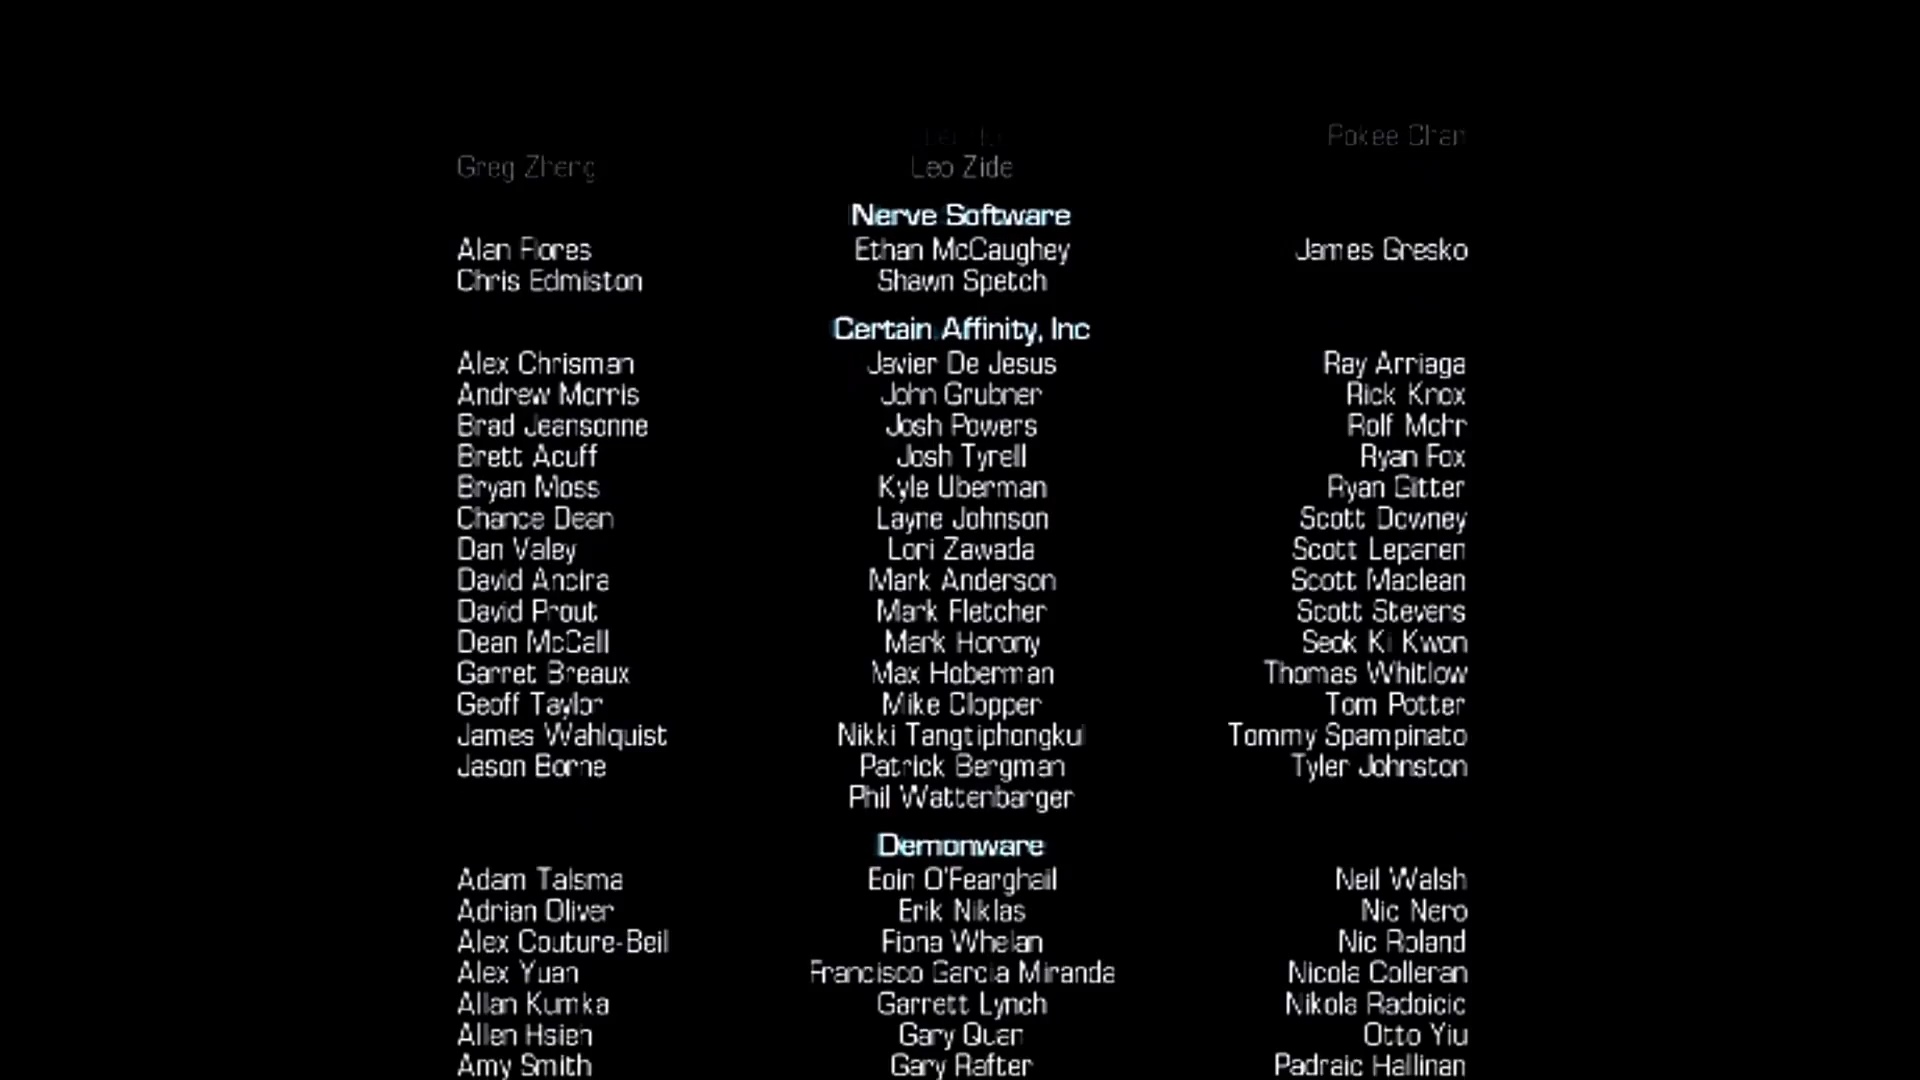 Pokee Chan
Greg Zheng Leo Zide
Nerve Software
Alan Flores Ethan McCaughey James Gresko
Chris Edmiston Shawn Spetch
Certain Affinity, Inc
Alex Chrisman Javier De Jesus Ray Arriaga
Andrew Morris John Grubner Rick Knox
Brad Jeansonne Josh Powers Rolf Mohr
Brett Acuff Josh Tyrell Ryan Fox
Bryan Moss Kyle Uberman Ryan Gitter
Chance Dean Layne Johnson Scott Downey
Dan Valey Lori Zawada Scott Lepanen
David Ancira Mark Anderson Scott Maclean
David Prout Mark Fletcher Scott Stevens
Dean McCall Mark Horony Seok Ki Kwon
Garret Breaux Max Hoberman Thomas Whitlow
Geoff Taylor Mike Clopper Tom Potter
James Wahlquist Nikki Tangtiphongkul Tommy Spampinato
Jason Borne Patrick Bergman Tyler Johnston
Phil Wattenbarger
Demonware
Adam Talsma Eoin O'Fearghail Neil Walsh
Adrian Oliver Erik Niklas Nic Nero
Alex Couture-Beil Fiona Whelan Nic Roland
Alex Yuan Francisco Garcia Miranda Nicola Colleran
Allan Kumka Garrett Lynch Nikola Radoicic
Allen Hsieh Gary Quan Otto Yiu
Amy Smith Gary Rafter Padraic Hallinan